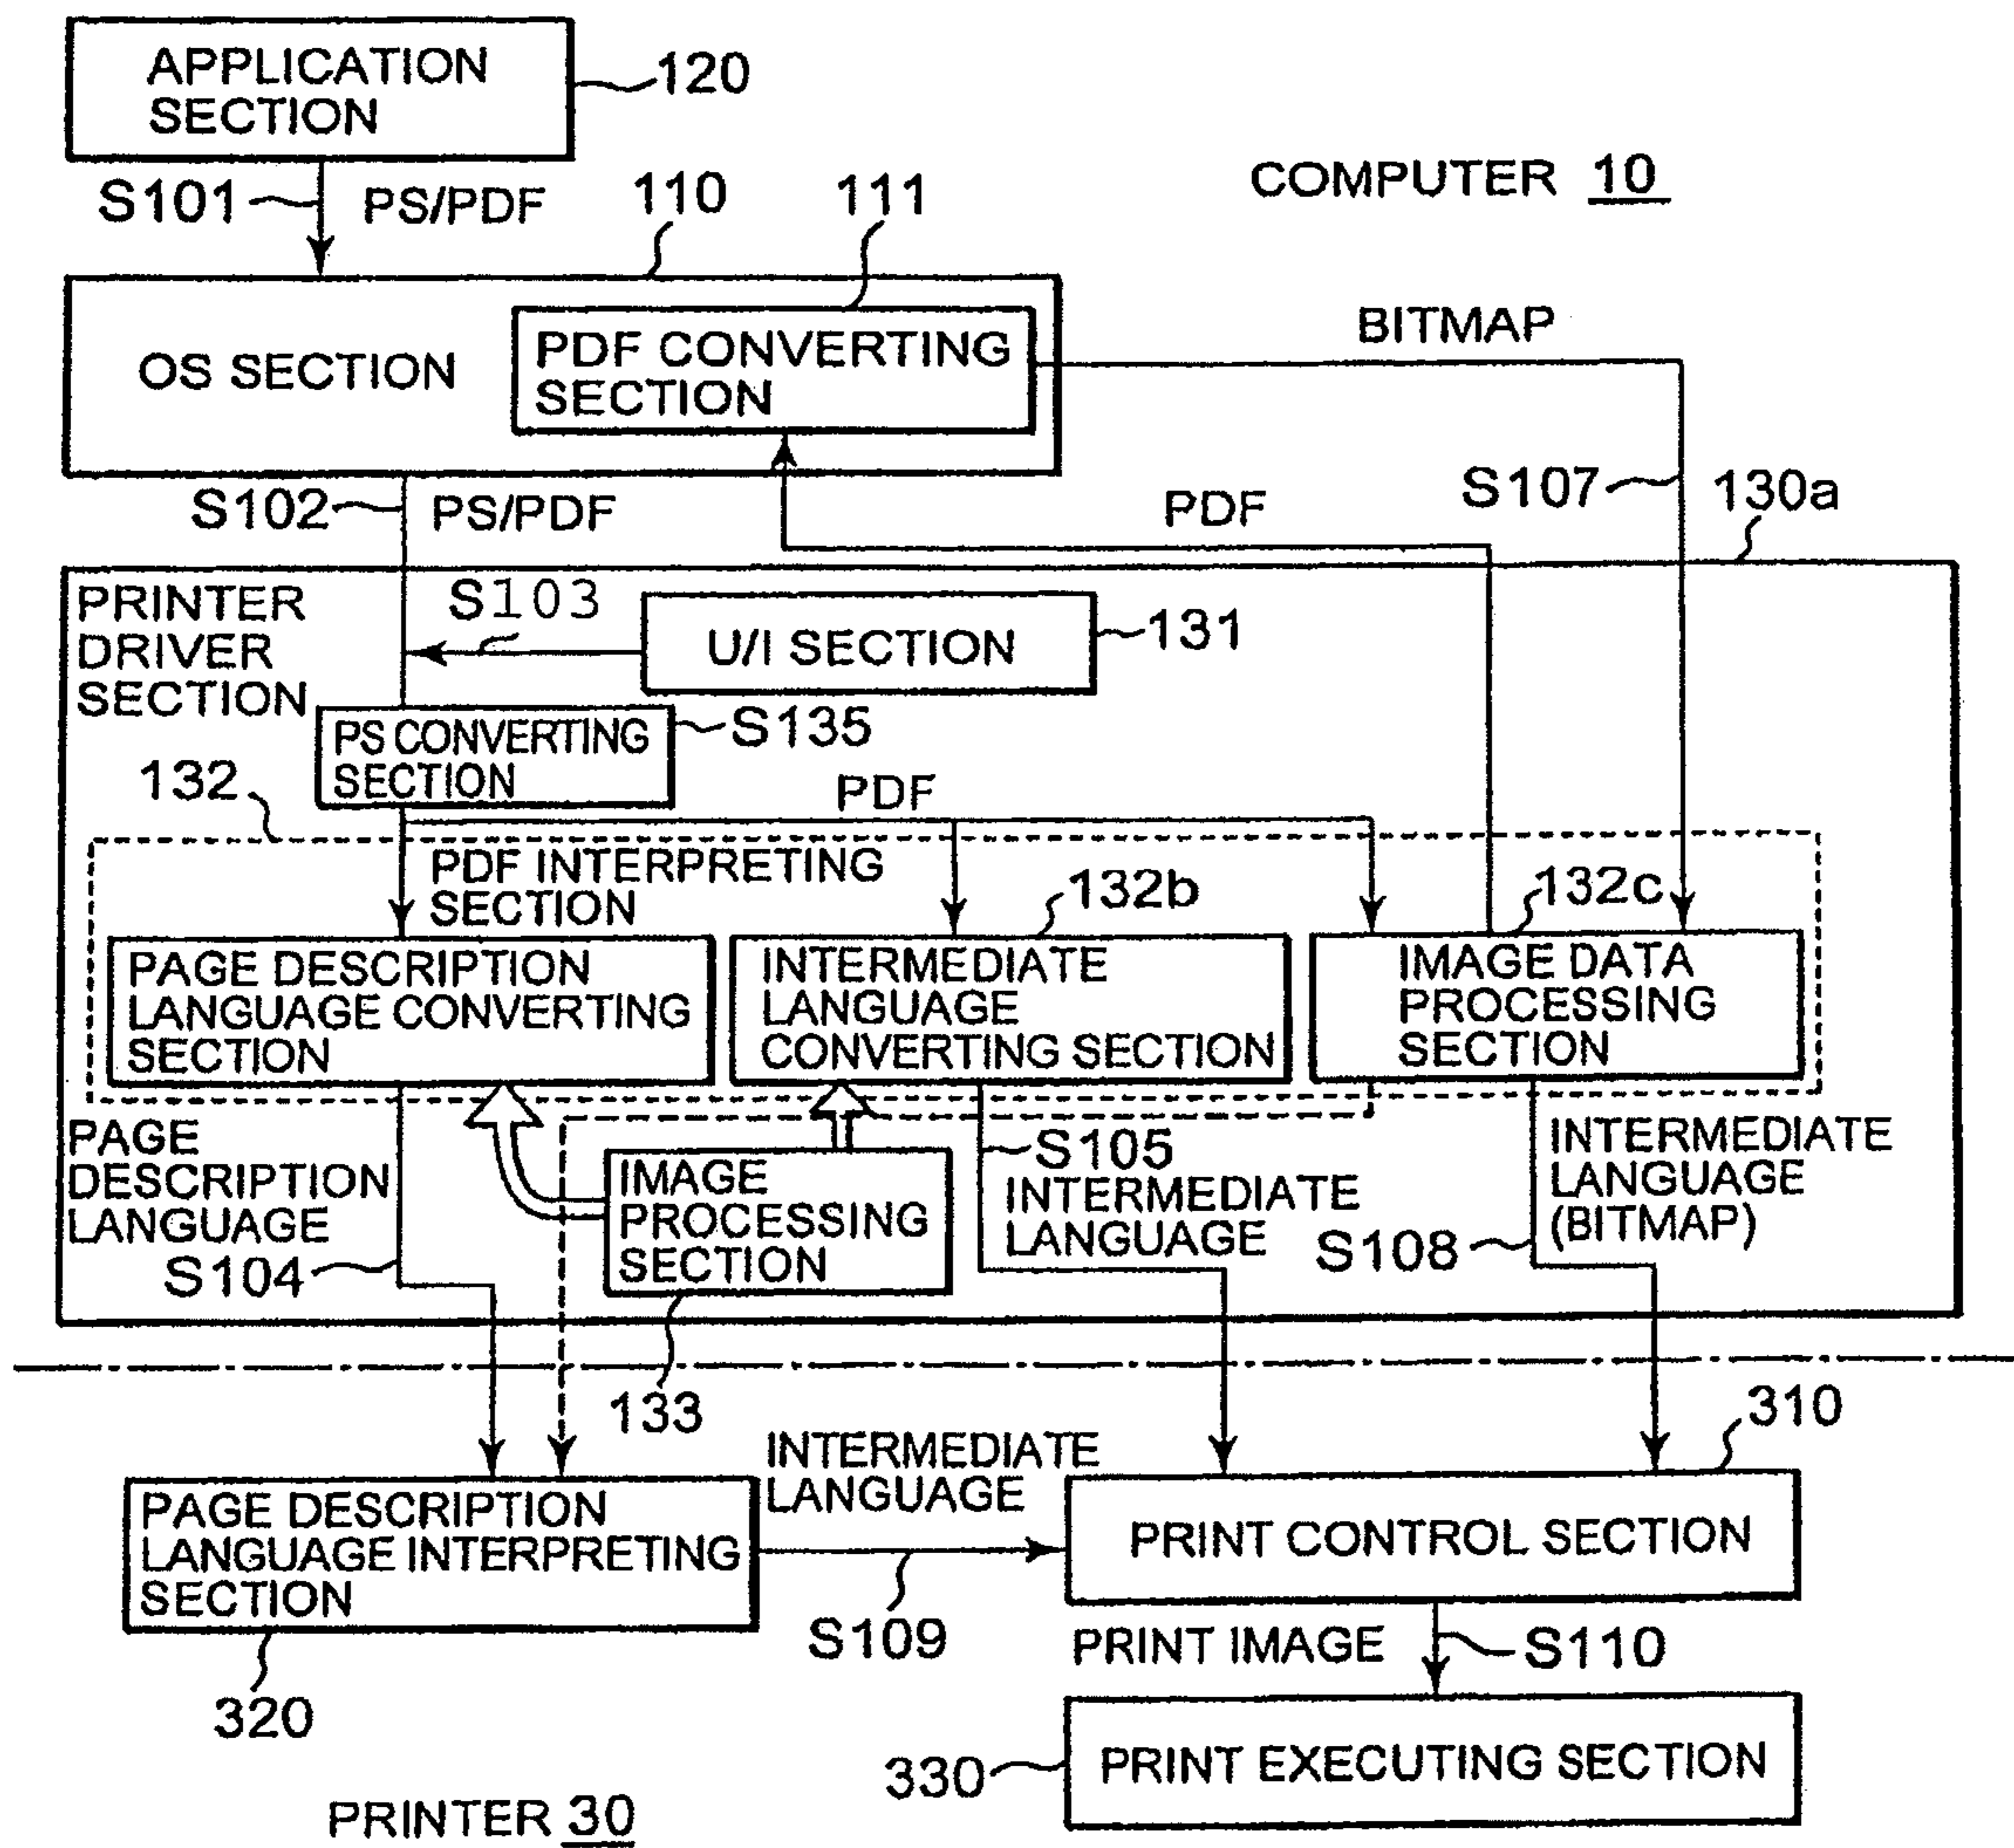 APPLICATION
SECTION
120
S101
PS/PDF
COMPUTER 10
110
111
OS SECTION
PDF CONVERTING
SECTION
BITMAP
S102
PS/PDF
PDF
S107
130a
PRINTER
DRIVER
SECTION
S103
U/I SECTION
131
PS CONVERTING
SECTION
S135
132
PDF
PDF INTERPRETING
SECTION
132b
132c
PAGE DESCRIPTION
LANGUAGE CONVERTING
SECTION
INTERMEDIATE
LANGUAGE
CONVERTING SECTION
IMAGE DATA
PROCESSING
SECTION
PAGE
DESCRIPTION
LANGUAGE
S104
IMAGE
PROCESSING
SECTION
S105
INTERMEDIATE
LANGUAGE
S108
INTERMEDIATE
LANGUAGE
(BITMAP)
133
310
PAGE DESCRIPTION
LANGUAGE INTERPRETING
SECTION
INTERMEDIATE
LANGUAGE
PRINT CONTROL SECTION
S109
PRINT IMAGE
S110
320
330
PRINT EXECUTING SECTION
PRINTER 30